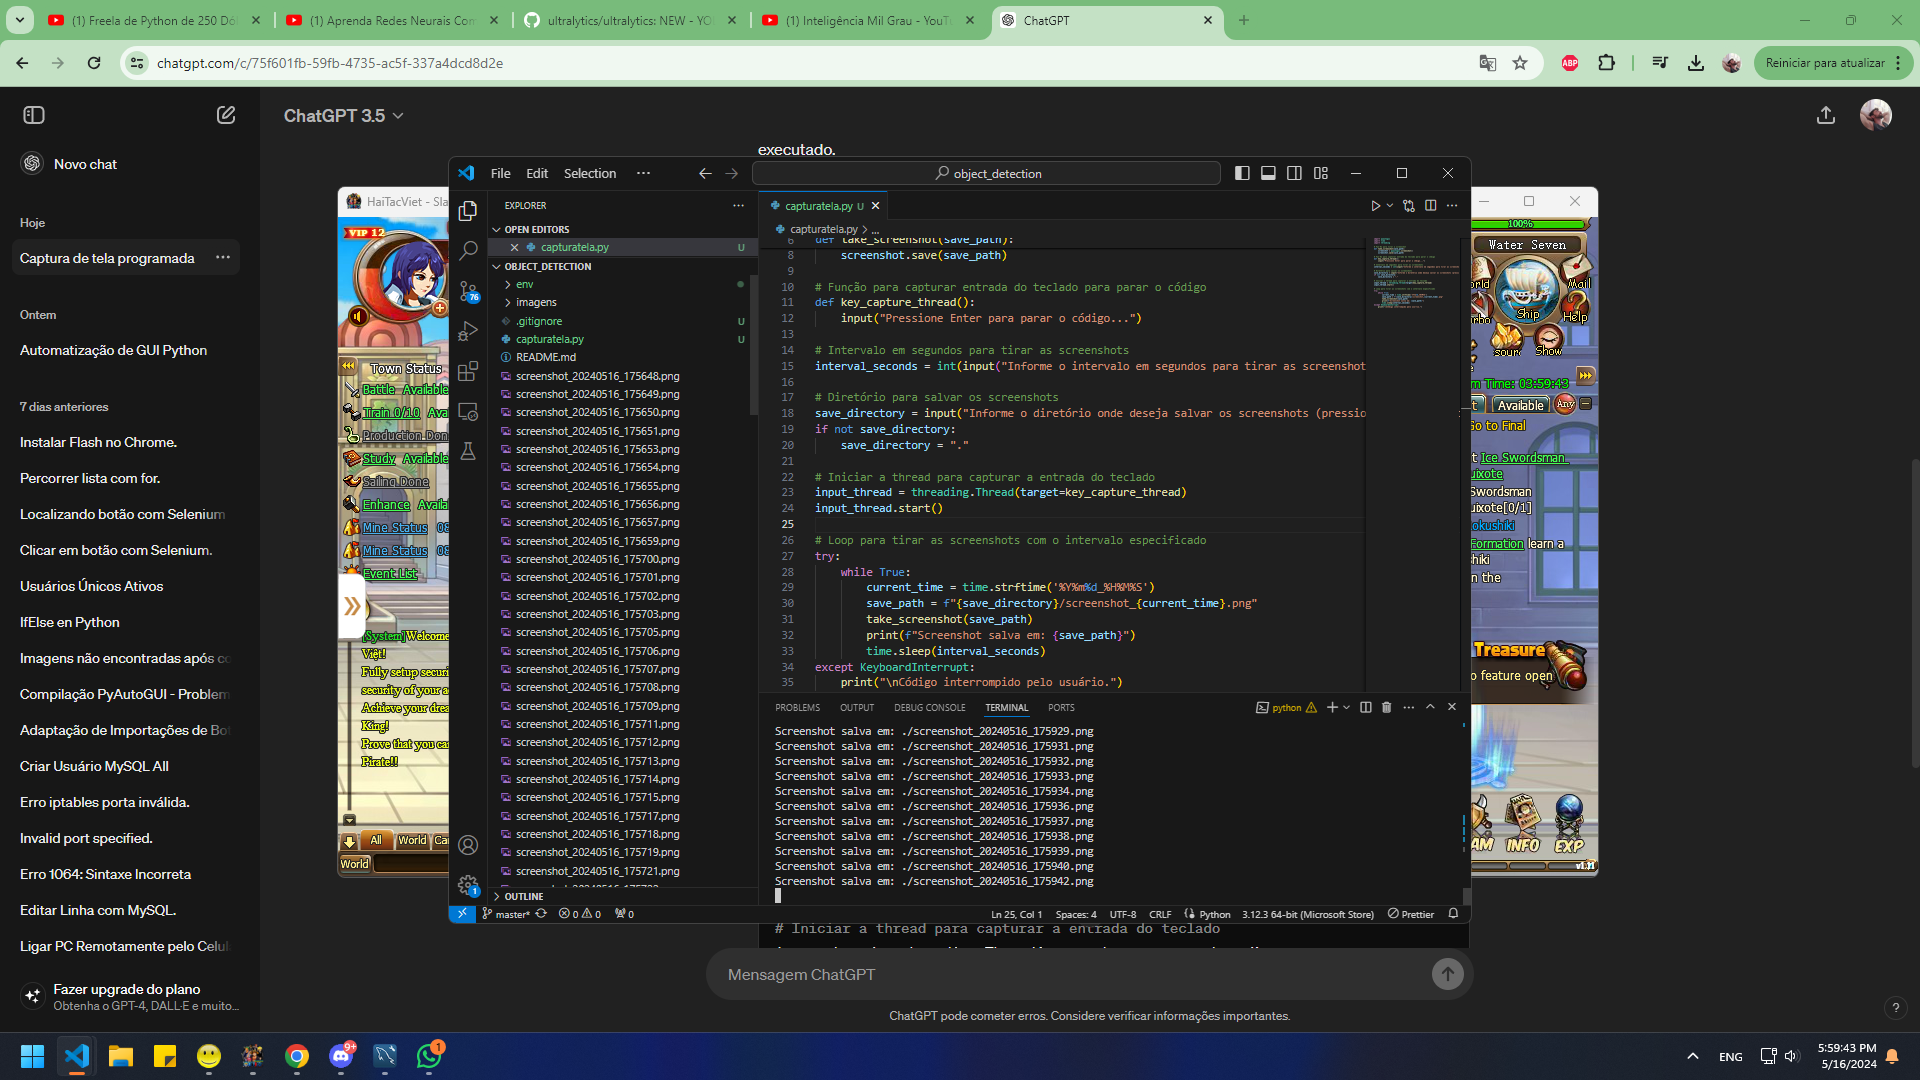 (1) Freela de Python de 250 Dó
(1) Aprenda Redes Neurais Con
ultralytics/ultralytics: NEW - YO
(1) Inteligência Mil Grau - YouTu
ChatGPT
chatgpt.com/c/75f601fb-59fb-4735-ac5f-337a4dcd8d2e
ABP
Reiniciar para atualizar
ChatGPT 3.5
Novo chat
Hoje
Captura de tela programada
Ontem
Automatização de GUI Python
7 dias anteriores
Instalar Flash no Chrome.
Percorrer lista com for.
Localizando botão com Selenium
Clicar em botão com Selenium.
Usuários Únicos Ativos
IfElse en Python
Imagens não encontradas após co
Compilação PyAutoGUI - Problem
Adaptação de Importações de Bot
Criar Usuário MySQL All
Erro iptables porta inválida.
Invalid port specified.
Erro 1064: Sintaxe Incorreta
Editar Linha com MySQL.
Ligar PC Remotamente pelo Celul
Fazer upgrade do plano
Obtenha o GPT-4, DALL·E e muito...
executado.
HaiTacViet - Sla
VIP 12
Town Status
Battle Available
Train 0/10 Ava
Production Don
Study Available
Sailing Done
Enhance Availa
Mine Status 08
Mine Status 08
Event List
[System]Welcome
Việt!
Fully setup securi
security of your a
Achieve your drea
King!
Prove that you ca
Pirate!!
All World Ca
World
File Edit Selection ···
object_detection
EXPLORER
OPEN EDITORS
capturatela.py U
OBJECT_DETECTION
env
imagens
.gitignore U
capturatela.py U
README.md
screenshot_20240516_175648.png
screenshot_20240516_175649.png
screenshot_20240516_175650.png
screenshot_20240516_175651.png
screenshot_20240516_175653.png
screenshot_20240516_175654.png
screenshot_20240516_175655.png
screenshot_20240516_175656.png
screenshot_20240516_175657.png
screenshot_20240516_175659.png
screenshot_20240516_175700.png
screenshot_20240516_175701.png
screenshot_20240516_175702.png
screenshot_20240516_175703.png
screenshot_20240516_175705.png
screenshot_20240516_175706.png
screenshot_20240516_175707.png
screenshot_20240516_175708.png
screenshot_20240516_175709.png
screenshot_20240516_175711.png
screenshot_20240516_175712.png
screenshot_20240516_175713.png
screenshot_20240516_175714.png
screenshot_20240516_175715.png
screenshot_20240516_175717.png
screenshot_20240516_175718.png
screenshot_20240516_175719.png
screenshot_20240516_175721.png
OUTLINE
76
1
capturatela.py U
capturatela.py > ...
6 def take_screenshot(save_path):
8 screenshot.save(save_path)
9
10 # Função para capturar entrada do teclado para parar o código
11 def key_capture_thread():
12 input("Pressione Enter para parar o código...")
13
14 # Intervalo em segundos para tirar as screenshots
15 interval_seconds = int(input("Informe o intervalo em segundos para tirar as screenshot
16
17 # Diretório para salvar os screenshots
18 save_directory = input("Informe o diretório onde deseja salvar os screenshots (pressio
19 if not save_directory:
20 save_directory = "."
21
22 # Iniciar a thread para capturar a entrada do teclado
23 input_thread = threading.Thread(target=key_capture_thread)
24 input_thread.start()
25
26 # Loop para tirar as screenshots com o intervalo especificado
27 try:
28 while True:
29 current_time = time.strftime('%Y%m%d_%H%M%S')
30 save_path = f"{save_directory}/screenshot_{current_time}.png"
31 take_screenshot(save_path)
32 print(f"Screenshot salva em: {save_path}")
33 time.sleep(interval_seconds)
34 except KeyboardInterrupt:
35 print("\nCódigo interrompido pelo usuário.")
PROBLEMS OUTPUT DEBUG CONSOLE TERMINAL PORTS
python
Screenshot salva em: ./screenshot_20240516_175929.png
Screenshot salva em: ./screenshot_20240516_175931.png
Screenshot salva em: ./screenshot_20240516_175932.png
Screenshot salva em: ./screenshot_20240516_175933.png
Screenshot salva em: ./screenshot_20240516_175934.png
Screenshot salva em: ./screenshot_20240516_175936.png
Screenshot salva em: ./screenshot_20240516_175937.png
Screenshot salva em: ./screenshot_20240516_175938.png
Screenshot salva em: ./screenshot_20240516_175939.png
Screenshot salva em: ./screenshot_20240516_175940.png
Screenshot salva em: ./screenshot_20240516_175942.png
master* 0 0 0 Ln 25, Col 1 Spaces: 4 UTF-8 CRLF Python 3.12.3 64-bit (Microsoft Store) Prettier
100%
Water Seven
Mail
Ship
Help
Show
m Time: 03:59:43
Available Any
Go to Final
Ice Swordsman
uixote
Swordsman
uixote[0/1]
okushiki
Formation learn a
hiki
n the
Treasure
o feature open
AM INFO EXP
v1.11
# Iniciar a thread para capturar a entrada do teclado
Mensagem ChatGPT
ChatGPT pode cometer erros. Considere verificar informações importantes.
?
9+
1
ENG
5:59:43 PM
5/16/2024